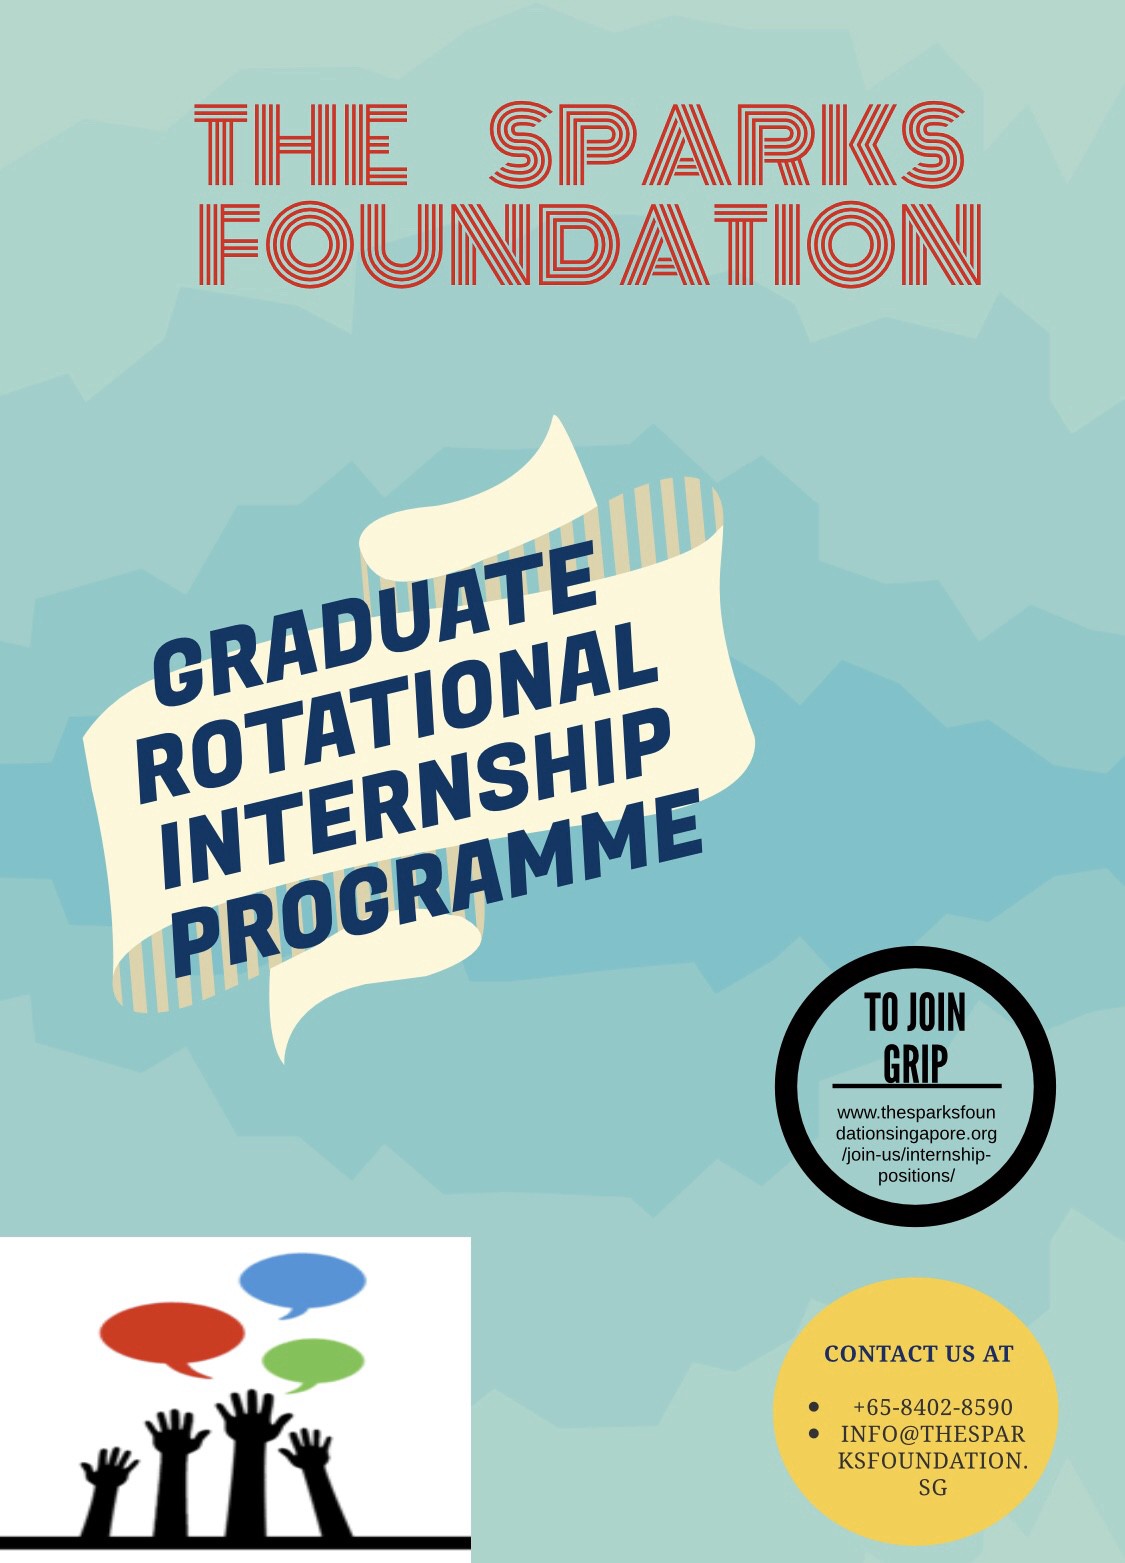 THE SPARKS
FOUNDATION
GRADUATE
ROTATIONAL
INTERNSHIP
PROGRAMME
TO JOIN
GRIP
www.thesparksfoun
dationsingapore.org
/join-us/internship-
positions/
CONTACT US AT
• +65-8402-8590
• INFO@THESPAR
KSFOUNDATION.
SG